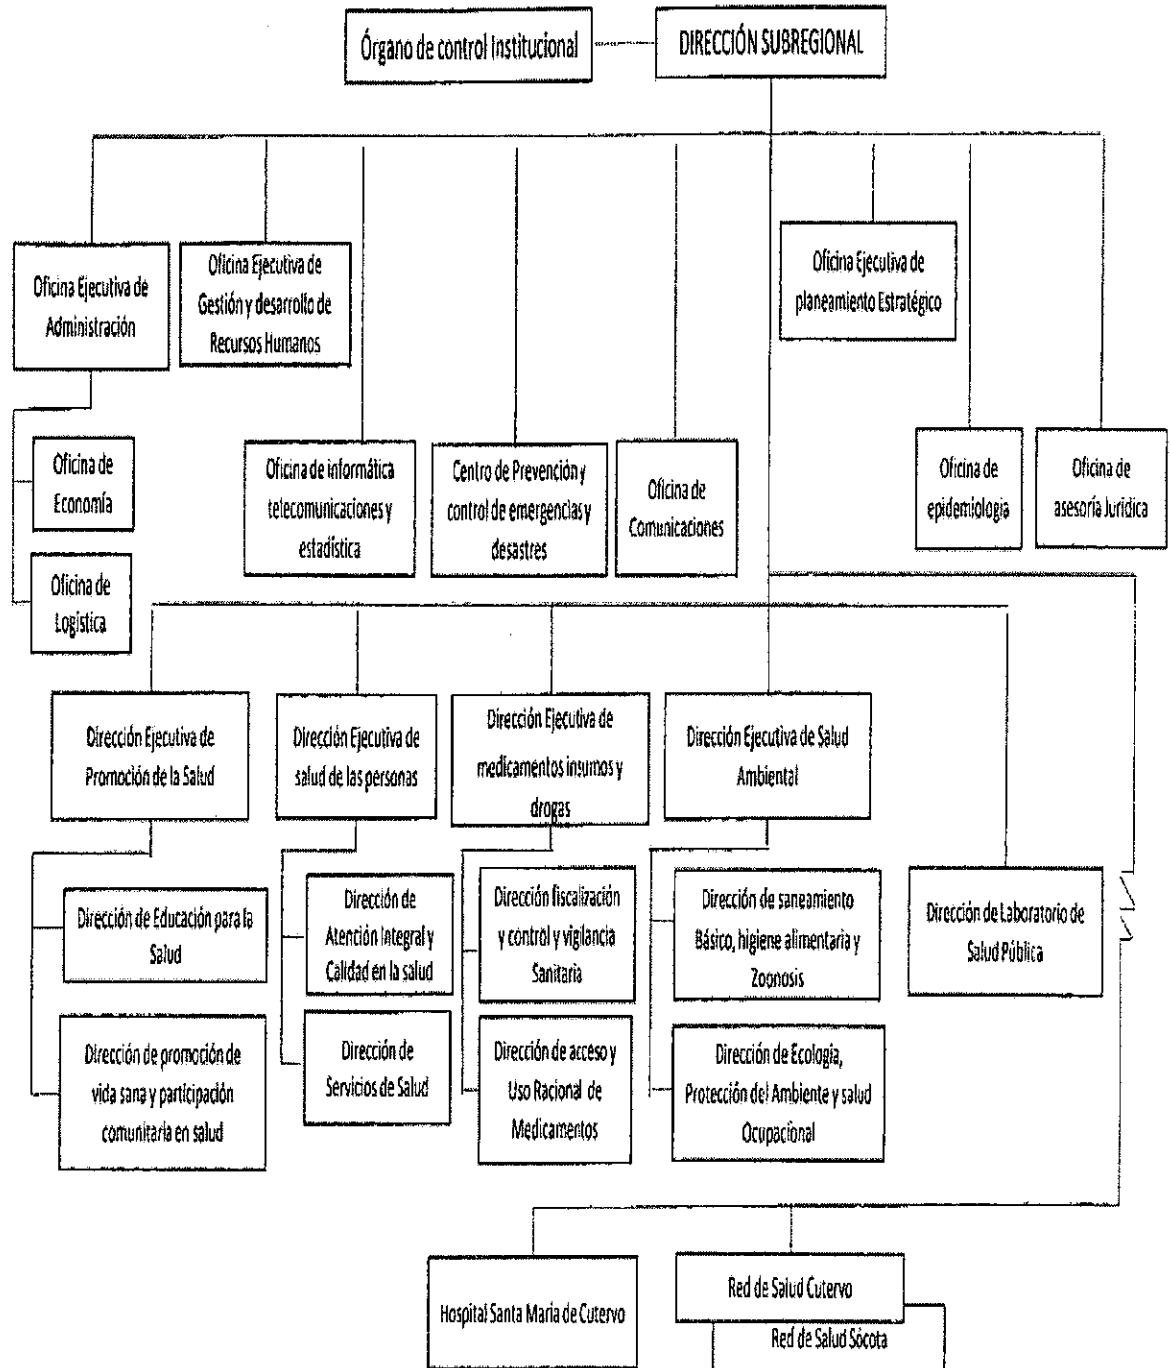 Órgano de control Institucional
DIRECCIÓN SUBREGIONAL
Oficina Ejecutiva de
Administración
Oficina Ejecutiva de
Gestión y desarrollo de
Recursos Humanos
Oficina Ejecutiva de
planeamiento Estratégico
Oficina de
Economía
Oficina de
Logística
Oficina de informática
telecomunicaciones y
estadística
Centro de Prevención y
control de emergencias y
desastres
Oficina de
Comunicaciones
Oficina de
epidemiologia
Oficina de
asesoría Jurídica
Dirección Ejecutiva de
Promoción de la Salud
Dirección Ejecutiva de
salud de las personas
Dirección Ejecutiva de
medicamentos insumos y
drogas
Dirección Ejecutiva de Salud
Ambiental
Dirección de Educación para la
Salud
Dirección de promoción de
vida sana y participación
comunitaria en salud
Dirección de
Atención Integral y
Calidad en la salud
Dirección de
Servicios de Salud
Dirección fiscalización
y control y vigilancia
Sanitaria
Dirección de acceso y
Uso Racional de
Medicamentos
Dirección de saneamiento
Básico, higiene alimentaria y
Zoonosis
Dirección de Ecología,
Protección del Ambiente y salud
Ocupacional
Dirección de Laboratorio de
Salud Pública
Hospital Santa Maria de Cutervo
Red de Salud Cutervo
Red de Salud Sócota